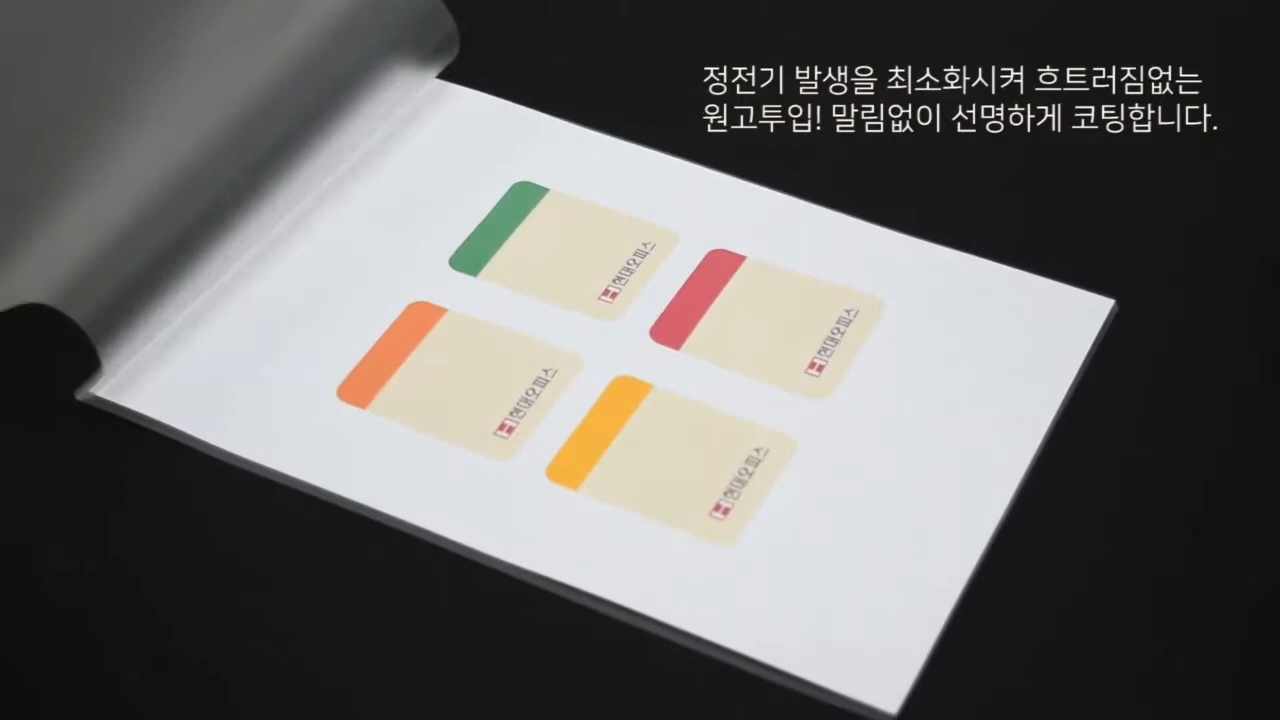 정전기 발생을 최소화시켜 흐트러짐없는
원고투입! 말림없이 선명하게 코팅합니다.
현대오피스
현대오피스
현대오피스
현대오피스